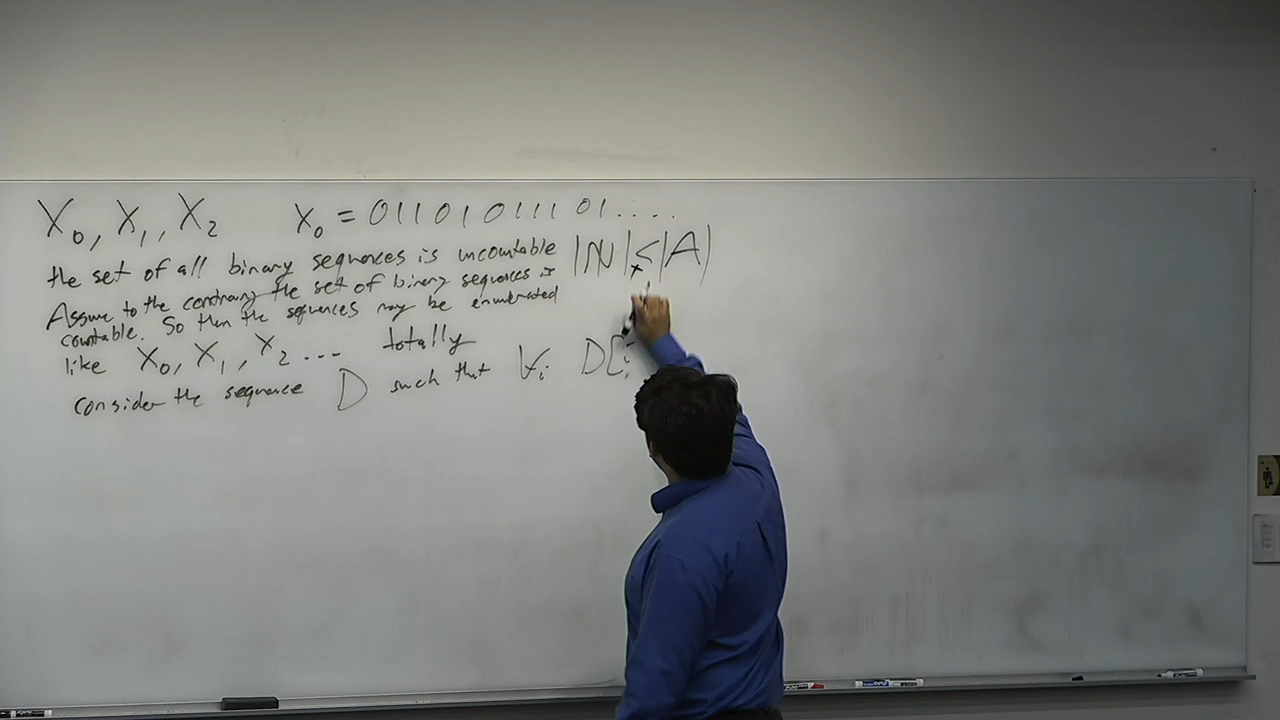 X₀, X₁, X₂ X₀ = 0110101110 1....
the set of all binary sequences is uncountable |ℕ| ≤ |A|
Assume to the contrary the set of binary sequences is
countable. So then the sequences may be enumerated
like X₀, X₁, X₂ ... totally
consider the sequence D such that ∀i D[i